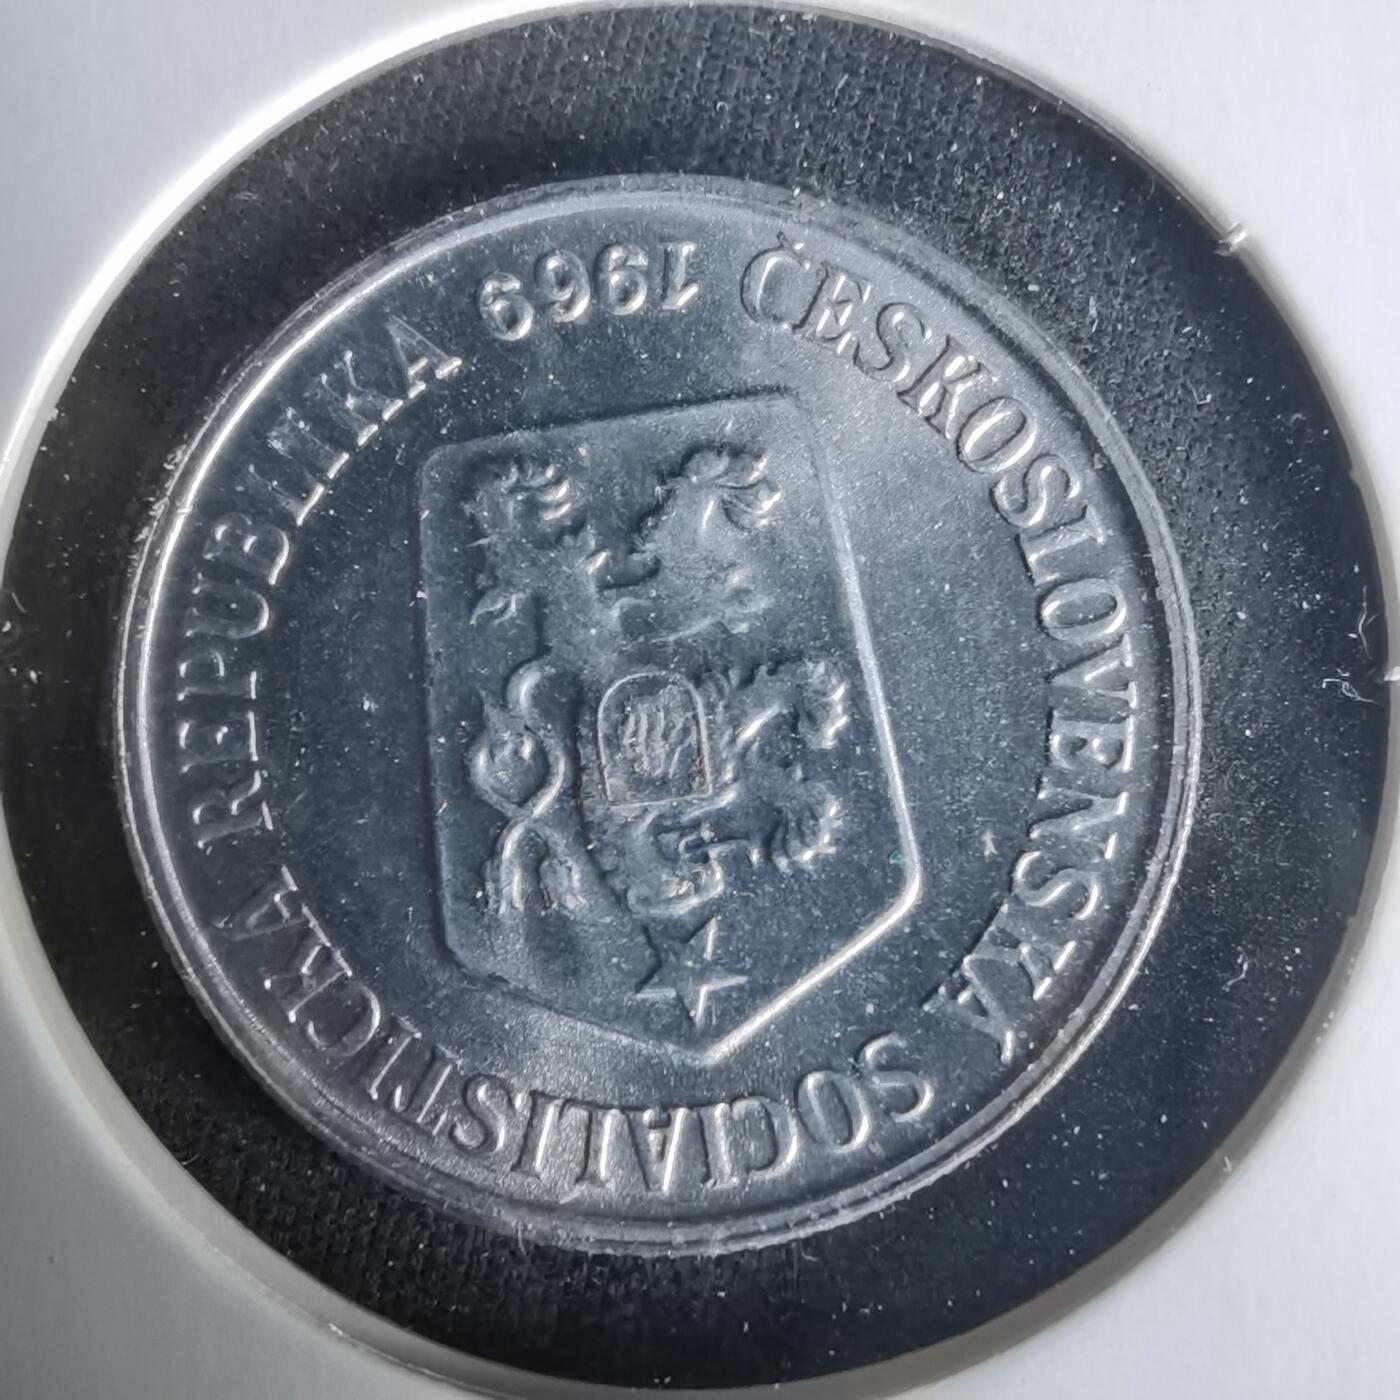 ČESKOSLOVENSKÁ SOCIALISTICKÁ REPUBLIKA
1969